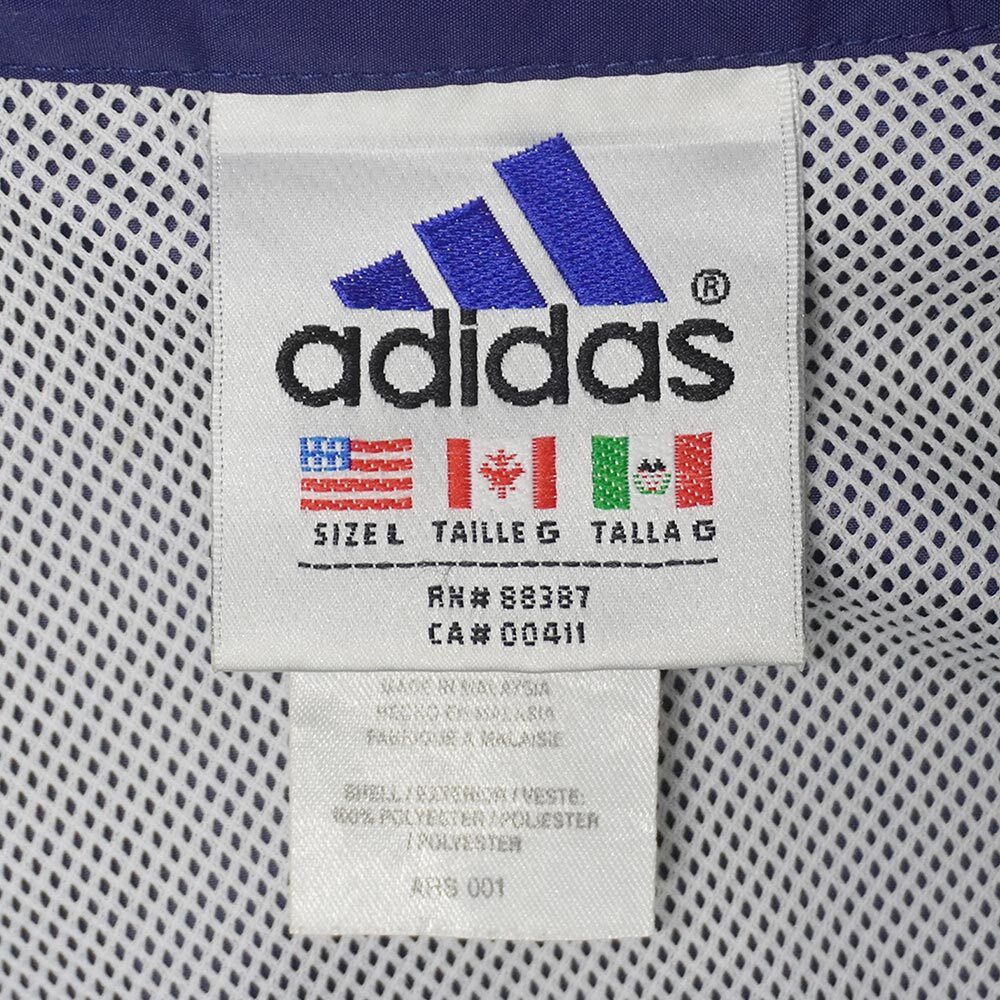 adidas ®
SIZE L TAILLE G TALLA G
RN# 88387
CA# 00411
MADE IN MALAYSIA
HECHO EN MALASIA
FABRIQUE A MALAISIE
SHELL / EXTERIOR / VESTE:
100% POLYESTER / POLIESTER
/ POLYESTER
ABS 001